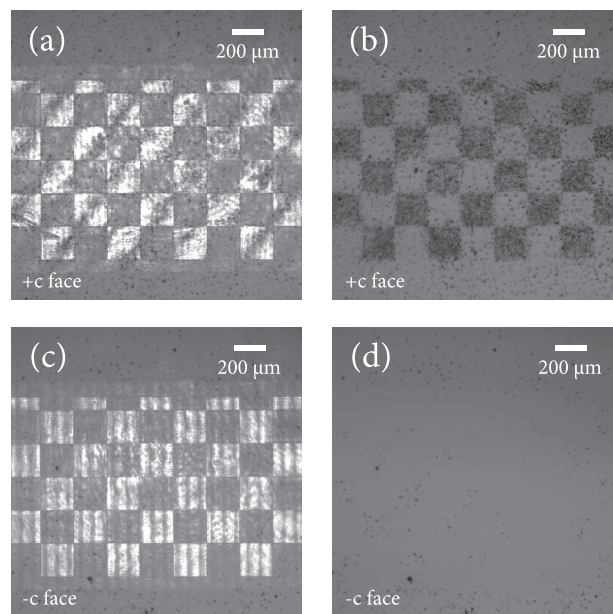 (a)
200 μm
+c face
(b)
200 μm
+c face
(c)
200 μm
-c face
(d)
200 μm
-c face